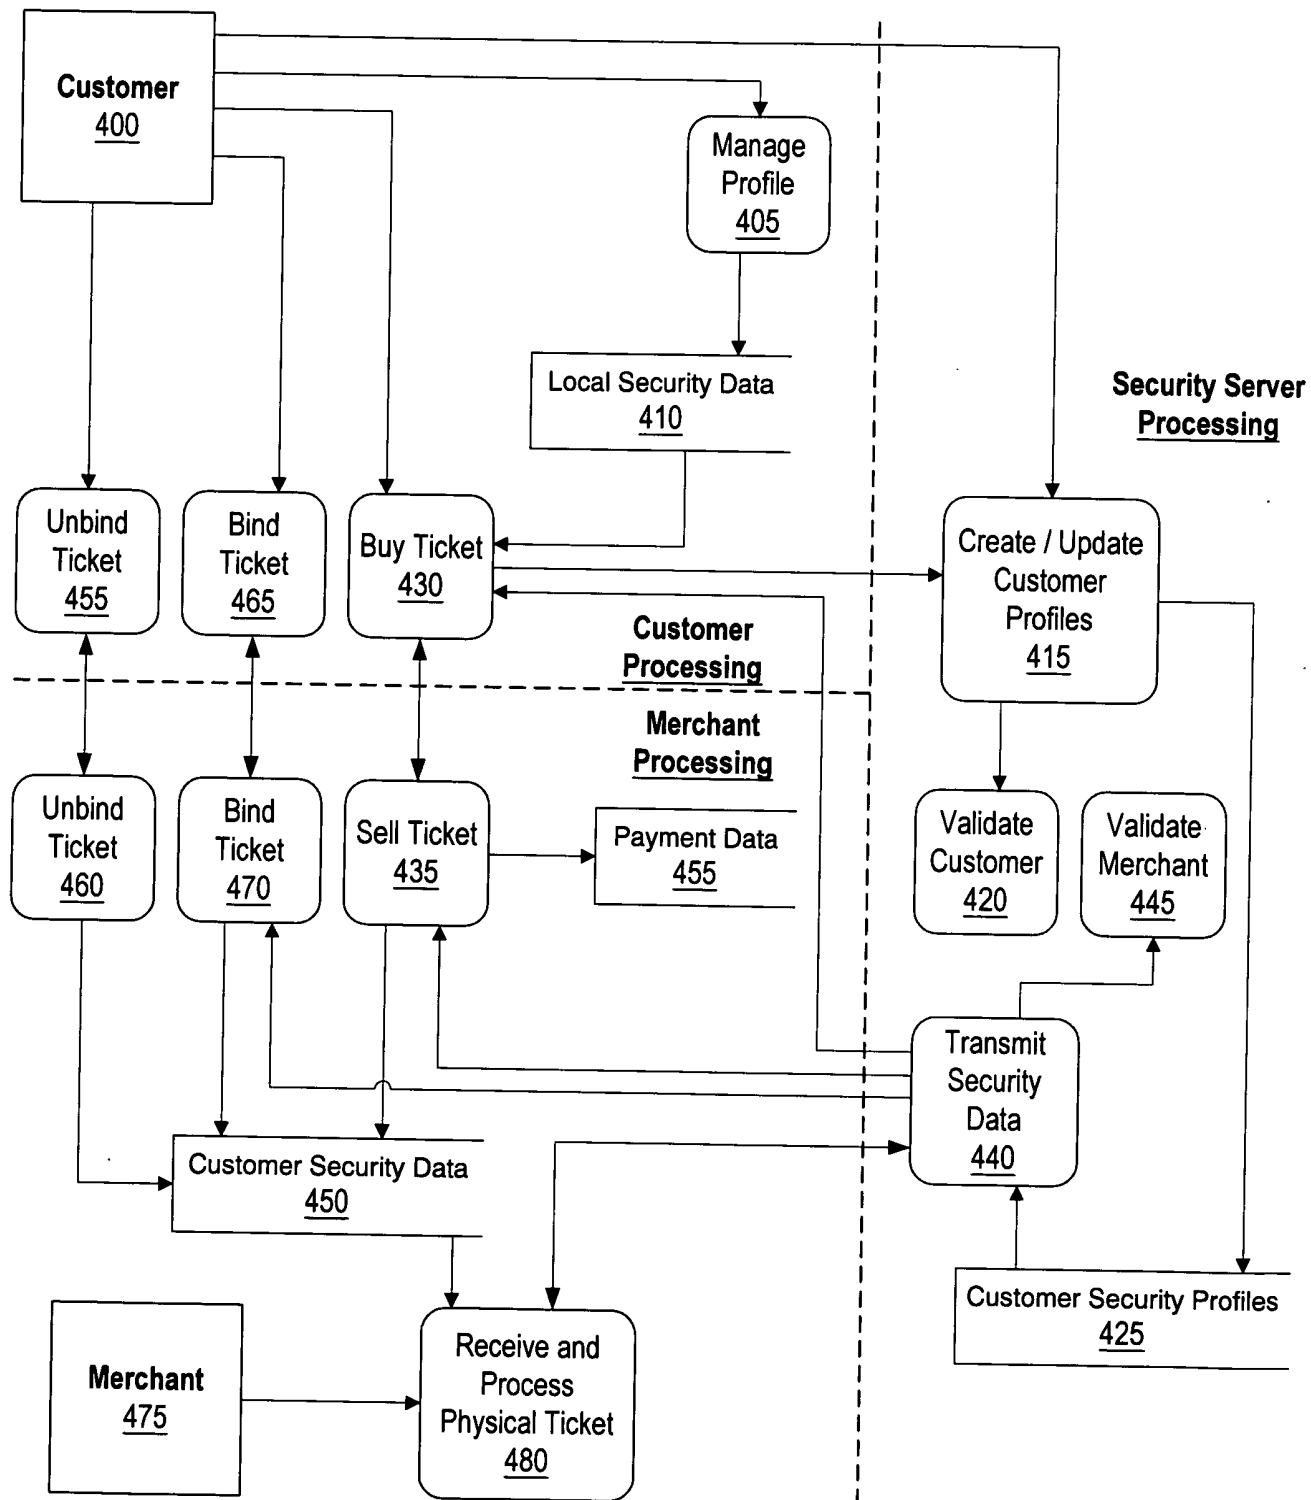 Customer
400
Manage
Profile
405
Local Security Data
410
Security Server
Processing
Unbind
Ticket
455
Bind
Ticket
465
Buy Ticket
430
Create / Update
Customer
Profiles
415
Customer
Processing
Merchant
Processing
Unbind
Ticket
460
Bind
Ticket
470
Sell Ticket
435
Payment Data
455
Validate
Customer
420
Validate
Merchant
445
Transmit
Security
Data
440
Customer Security Data
450
Customer Security Profiles
425
Merchant
475
Receive and
Process
Physical Ticket
480